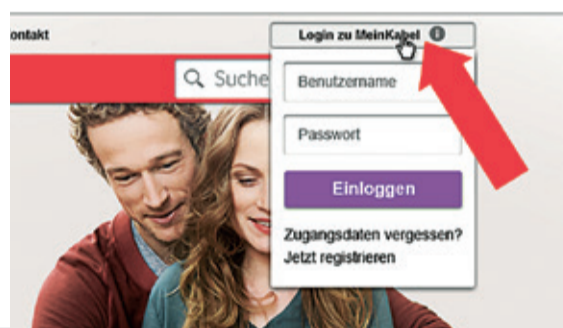 ontakt
Login zu MeinKabel i
Suche
Benutzername
Passwort
Einloggen
Zugangsdaten vergessen?
Jetzt registrieren